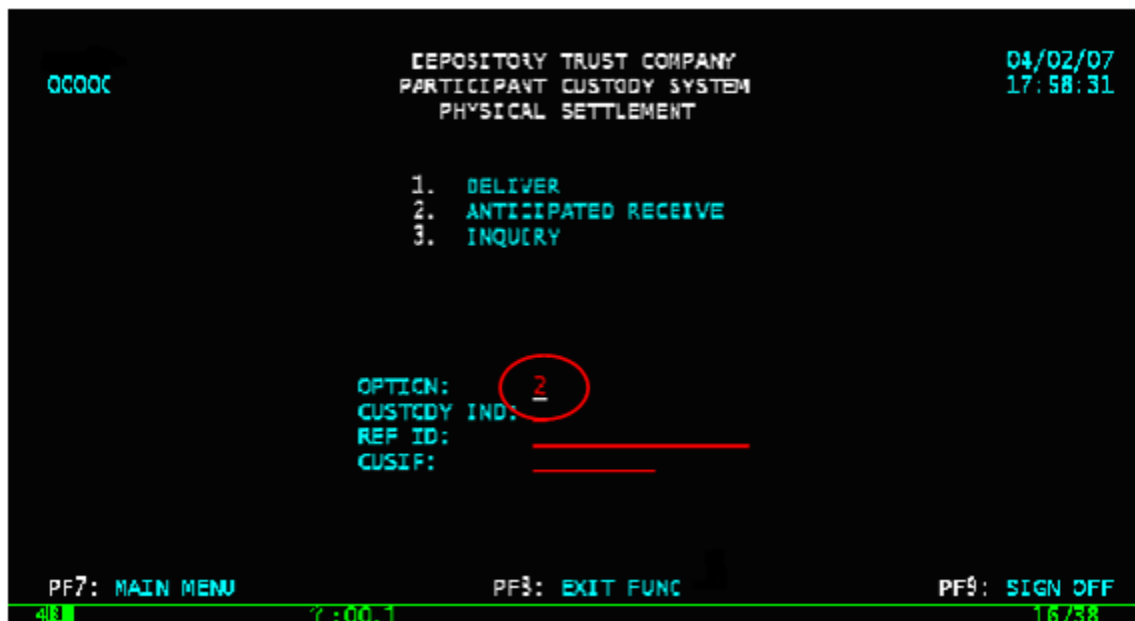 DEPOSITORY TRUST COMPANY 04/02/07
PARTICIPANT CUSTODY SYSTEM 17:58:31
PHYSICAL SETTLEMENT
1. DELIVER
2. ANTICIPATED RECEIVE
3. INQUIRY
OPTION: 2
CUSTODY IND:
REF ID:
CUSIP:
PF7: MAIN MENU PF8: EXIT FUNC PF9: SIGN OFF
16/38